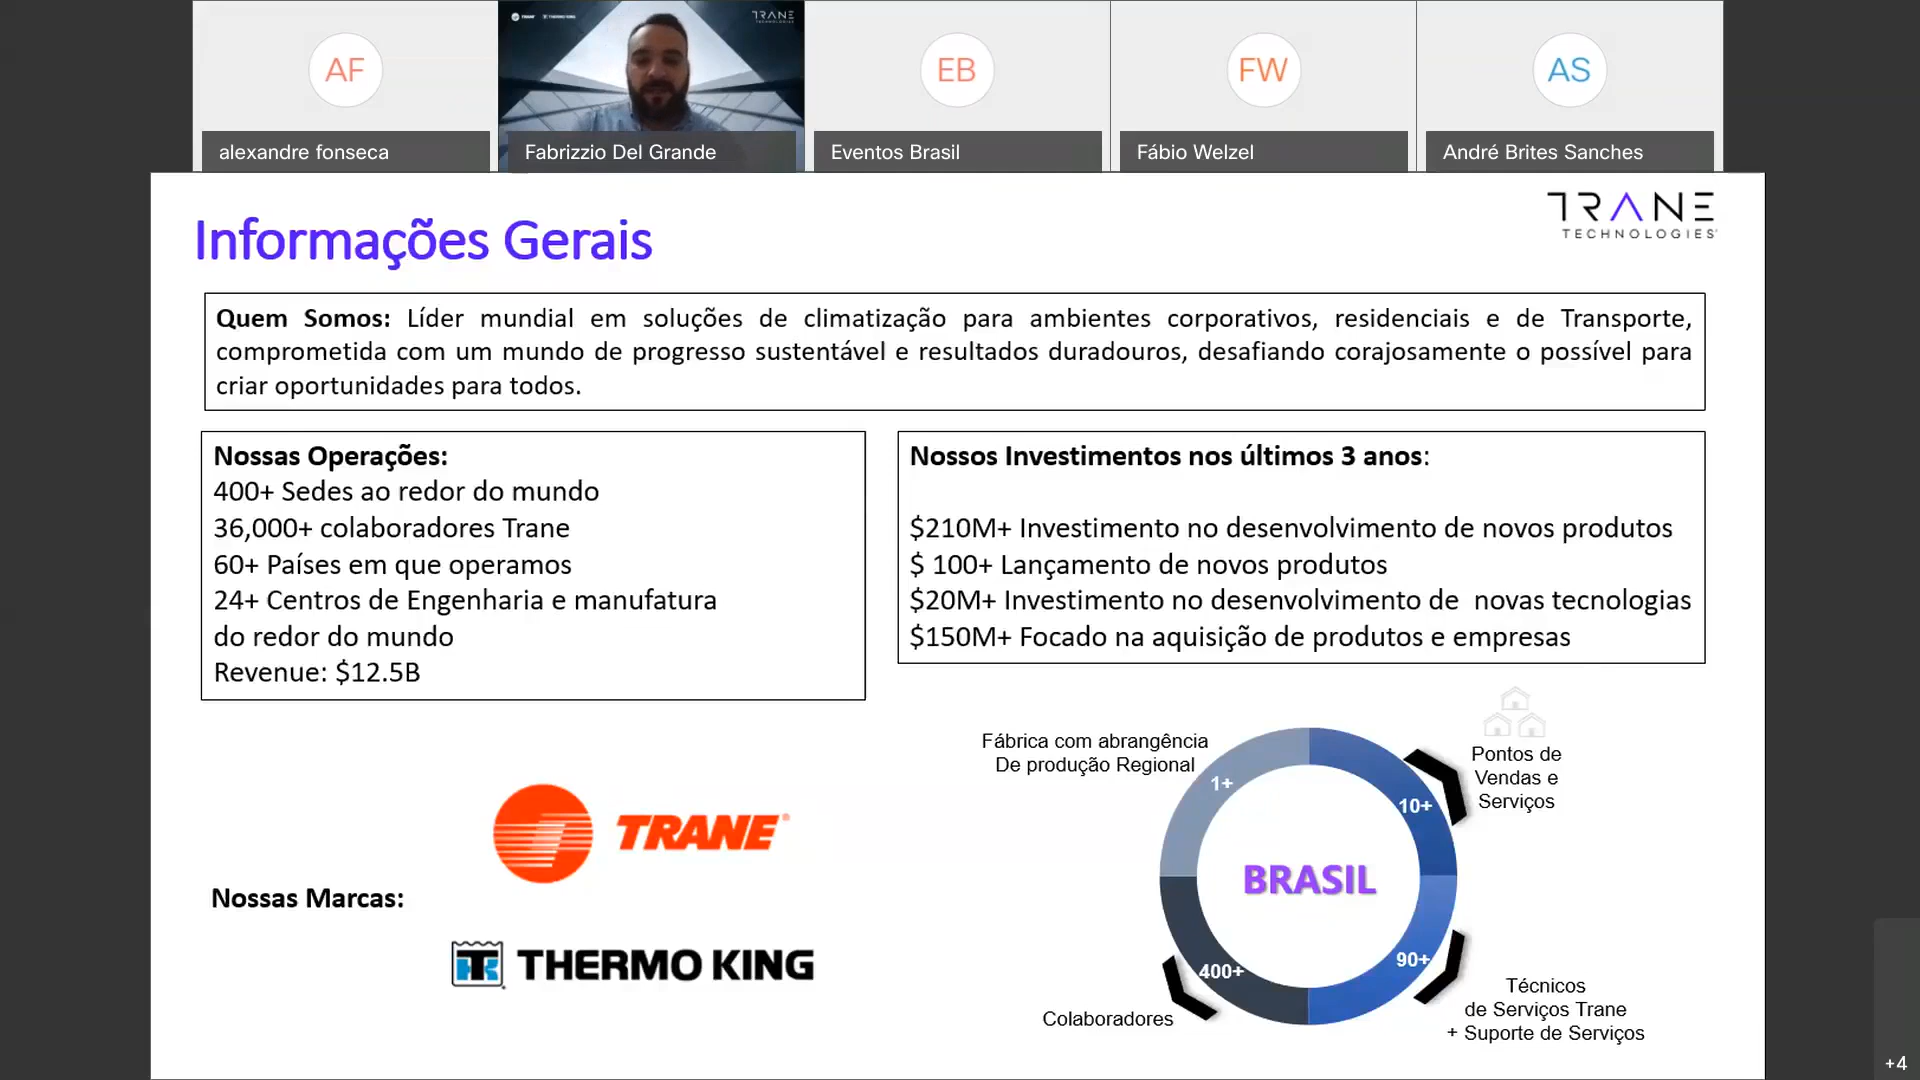 AF
EB
FW
AS
TRANE
THERMO KING
TRANE
TECHNOLOGIES
alexandre fonseca
Fabrizzio Del Grande
Eventos Brasil
Fábio Welzel
André Brites Sanches
TRANE
TECHNOLOGIES
Informações Gerais
Quem Somos: Líder mundial em soluções de climatização para ambientes corporativos, residenciais e de Transporte,
comprometida com um mundo de progresso sustentável e resultados duradouros, desafiando corajosamente o possível para
criar oportunidades para todos.
Nossas Operações:
400+ Sedes ao redor do mundo
36,000+ colaboradores Trane
60+ Países em que operamos
24+ Centros de Engenharia e manufatura
do redor do mundo
Revenue: $12.5B
Nossos Investimentos nos últimos 3 anos:
$210M+ Investimento no desenvolvimento de novos produtos
$ 100+ Lançamento de novos produtos
$20M+ Investimento no desenvolvimento de  novas tecnologias
$150M+ Focado na aquisição de produtos e empresas
Nossas Marcas:
TRANE®
THERMO KING
Fábrica com abrangência
De produção Regional
1+
10+
Pontos de
Vendas e
Serviços
BRASIL
400+
90+
Colaboradores
Técnicos
de Serviços Trane
+ Suporte de Serviços
+4